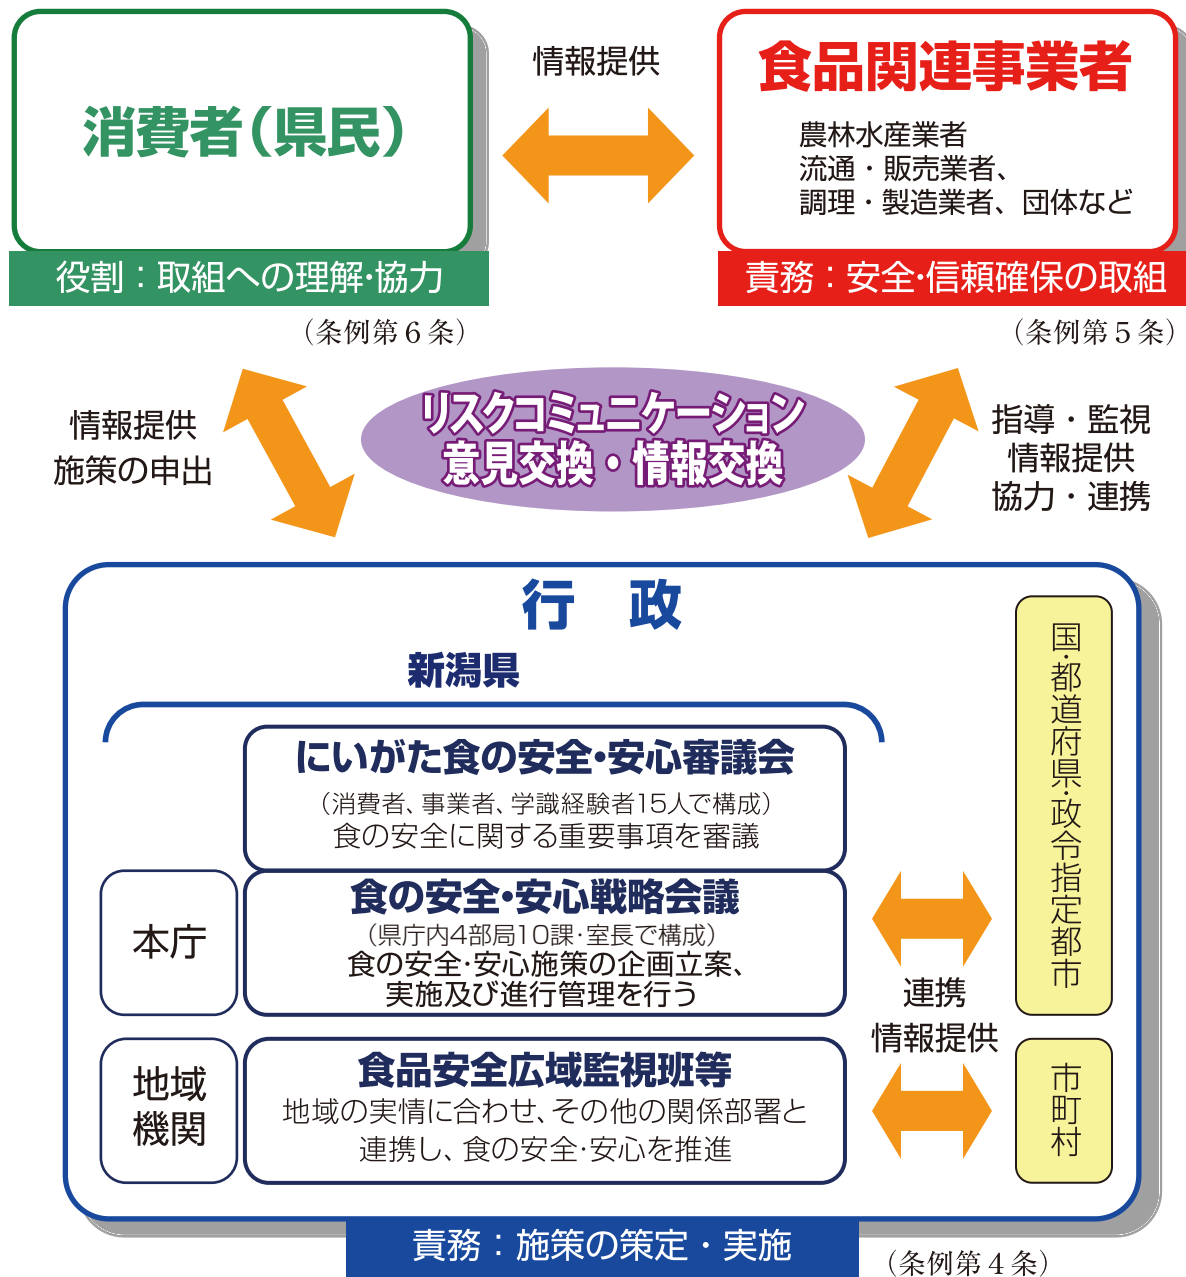 情報提供
消費者（県民）
役割：取組への理解・協力
（条例第６条）
食品関連事業者
農林水産業者
流通・販売業者、
調理・製造業者、団体など
責務：安全・信頼確保の取組
（条例第５条）
情報提供
施策の申出
リスクコミュニケーション
意見交換・情報交換
指導・監視
情報提供
協力・連携
行　政
新潟県
にいがた食の安全・安心審議会
（消費者、事業者、学識経験者15人で構成）
食の安全に関する重要事項を審議
本庁
食の安全・安心戦略会議
（県庁内4部局10課・室長で構成）
食の安全・安心施策の企画立案、
実施及び進行管理を行う
地域
機関
食品安全広域監視班等
地域の実情に合わせ、その他の関係部署と
連携し、食の安全・安心を推進
連携
情報提供
国・都道府県・政令指定都市
市町村
責務：施策の策定・実施
（条例第４条）